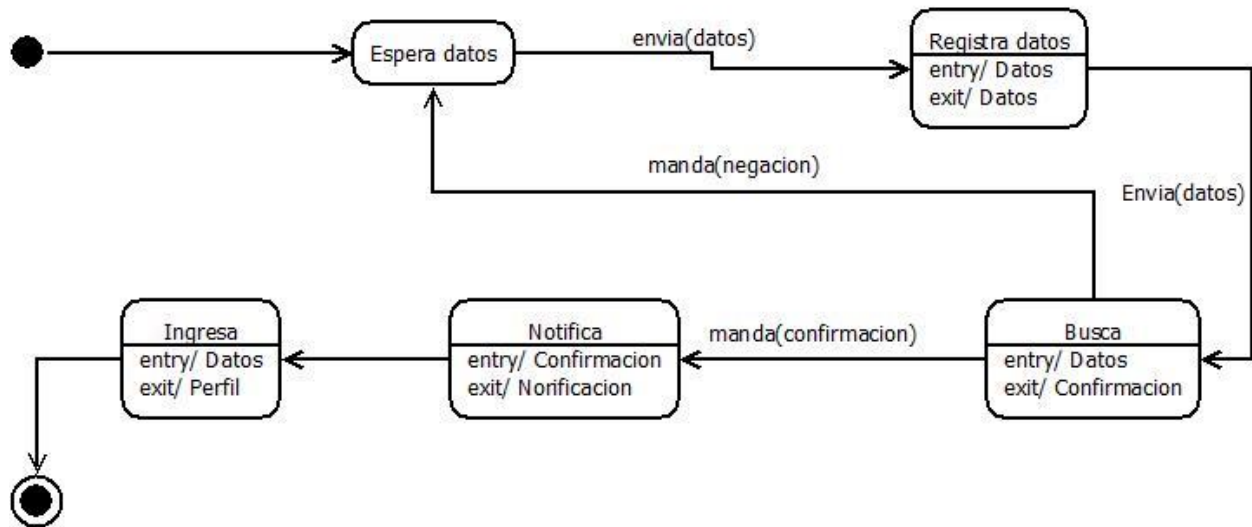 Espera datos
envia(datos)
Registra datos
entry/ Datos
exit/ Datos
manda(negacion)
Envia(datos)
Ingresa
entry/ Datos
exit/ Perfil
Notifica
entry/ Confirmacion
exit/ Norificacion
manda(confirmacion)
Busca
entry/ Datos
exit/ Confirmacion